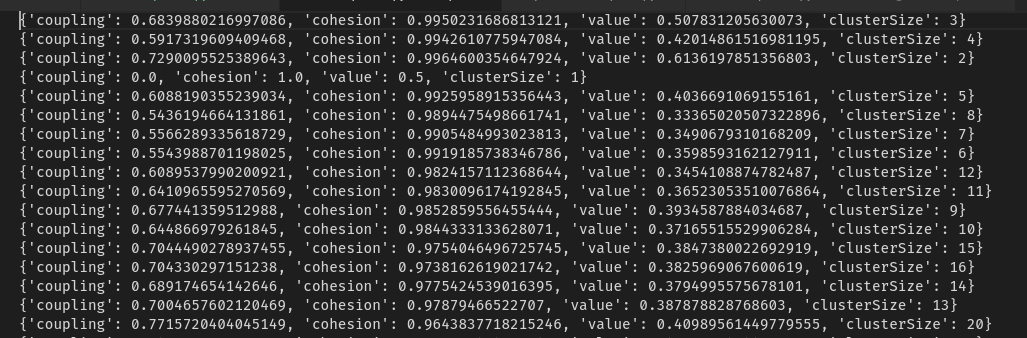 {'coupling': 0.6839880216997086, 'cohesion': 0.9950231686813121, 'value': 0.507831205630073, 'clusterSize': 3}
{'coupling': 0.5917319609409468, 'cohesion': 0.9942610775947084, 'value': 0.42014861516981195, 'clusterSize': 4}
{'coupling': 0.7290095525389643, 'cohesion': 0.9964600354647924, 'value': 0.6136197851356803, 'clusterSize': 2}
{'coupling': 0.0, 'cohesion': 1.0, 'value': 0.5, 'clusterSize': 1}
{'coupling': 0.6088190355239034, 'cohesion': 0.9925958915356443, 'value': 0.4036691069155161, 'clusterSize': 5}
{'coupling': 0.5436194664131861, 'cohesion': 0.9894475498661741, 'value': 0.33365020507322896, 'clusterSize': 8}
{'coupling': 0.5566289335618729, 'cohesion': 0.9905484993023813, 'value': 0.3490679310168209, 'clusterSize': 7}
{'coupling': 0.5543988701198025, 'cohesion': 0.9919185738346786, 'value': 0.3598593162127911, 'clusterSize': 6}
{'coupling': 0.6089537990200921, 'cohesion': 0.9824157112368644, 'value': 0.3454108874782487, 'clusterSize': 12}
{'coupling': 0.6410965595270569, 'cohesion': 0.9830096174192845, 'value': 0.36523053510076864, 'clusterSize': 11}
{'coupling': 0.677441359512988, 'cohesion': 0.9852859556455444, 'value': 0.3934587884034687, 'clusterSize': 9}
{'coupling': 0.644866979261845, 'cohesion': 0.9844333133628071, 'value': 0.37165515529906284, 'clusterSize': 10}
{'coupling': 0.7044490278937455, 'cohesion': 0.9754046496725745, 'value': 0.3847380022692919, 'clusterSize': 15}
{'coupling': 0.704330297151238, 'cohesion': 0.9738162619021742, 'value': 0.3825969067600619, 'clusterSize': 16}
{'coupling': 0.689174654142646, 'cohesion': 0.9775424539016395, 'value': 0.3794995575678101, 'clusterSize': 14}
{'coupling': 0.7004657602120469, 'cohesion': 0.97879466522707, 'value': 0.387878828768603, 'clusterSize': 13}
{'coupling': 0.7715720404045149, 'cohesion': 0.9643837718215246, 'value': 0.40989561449779555, 'clusterSize': 20}